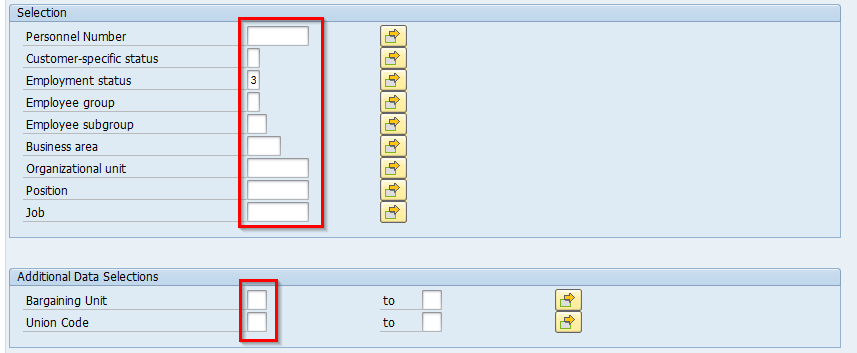 Selection
Personnel Number
Customer-specific status
Employment status 3
Employee group
Employee subgroup
Business area
Organizational unit
Position
Job
Additional Data Selections
Bargaining Unit to
Union Code to